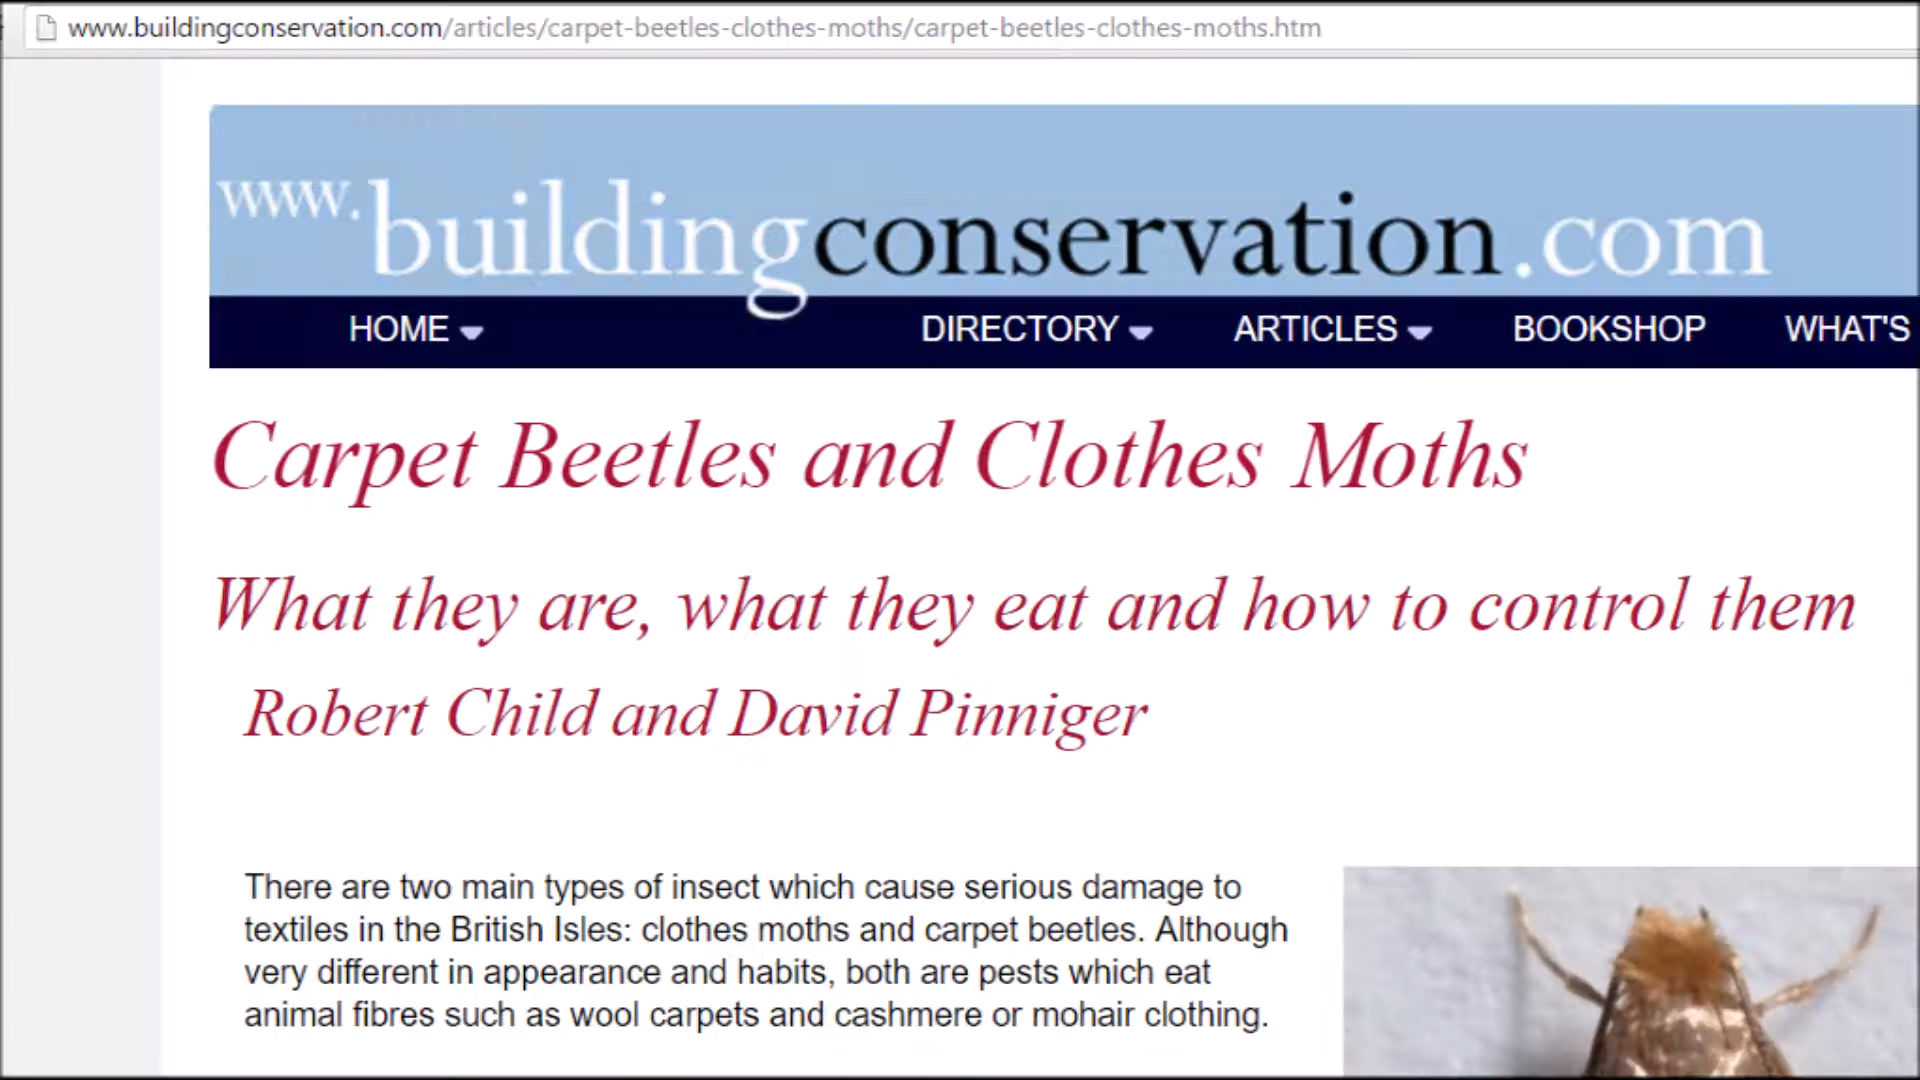 www.buildingconservation.com/articles/carpet-beetles-clothes-moths/carpet-beetles-clothes-moths.htm
www.buildingconservation.com
HOME DIRECTORY ARTICLES BOOKSHOP WHAT'S
Carpet Beetles and Clothes Moths
What they are, what they eat and how to control them
Robert Child and David Pinniger
There are two main types of insect which cause serious damage to
textiles in the British Isles: clothes moths and carpet beetles. Although
very different in appearance and habits, both are pests which eat
animal fibres such as wool carpets and cashmere or mohair clothing.